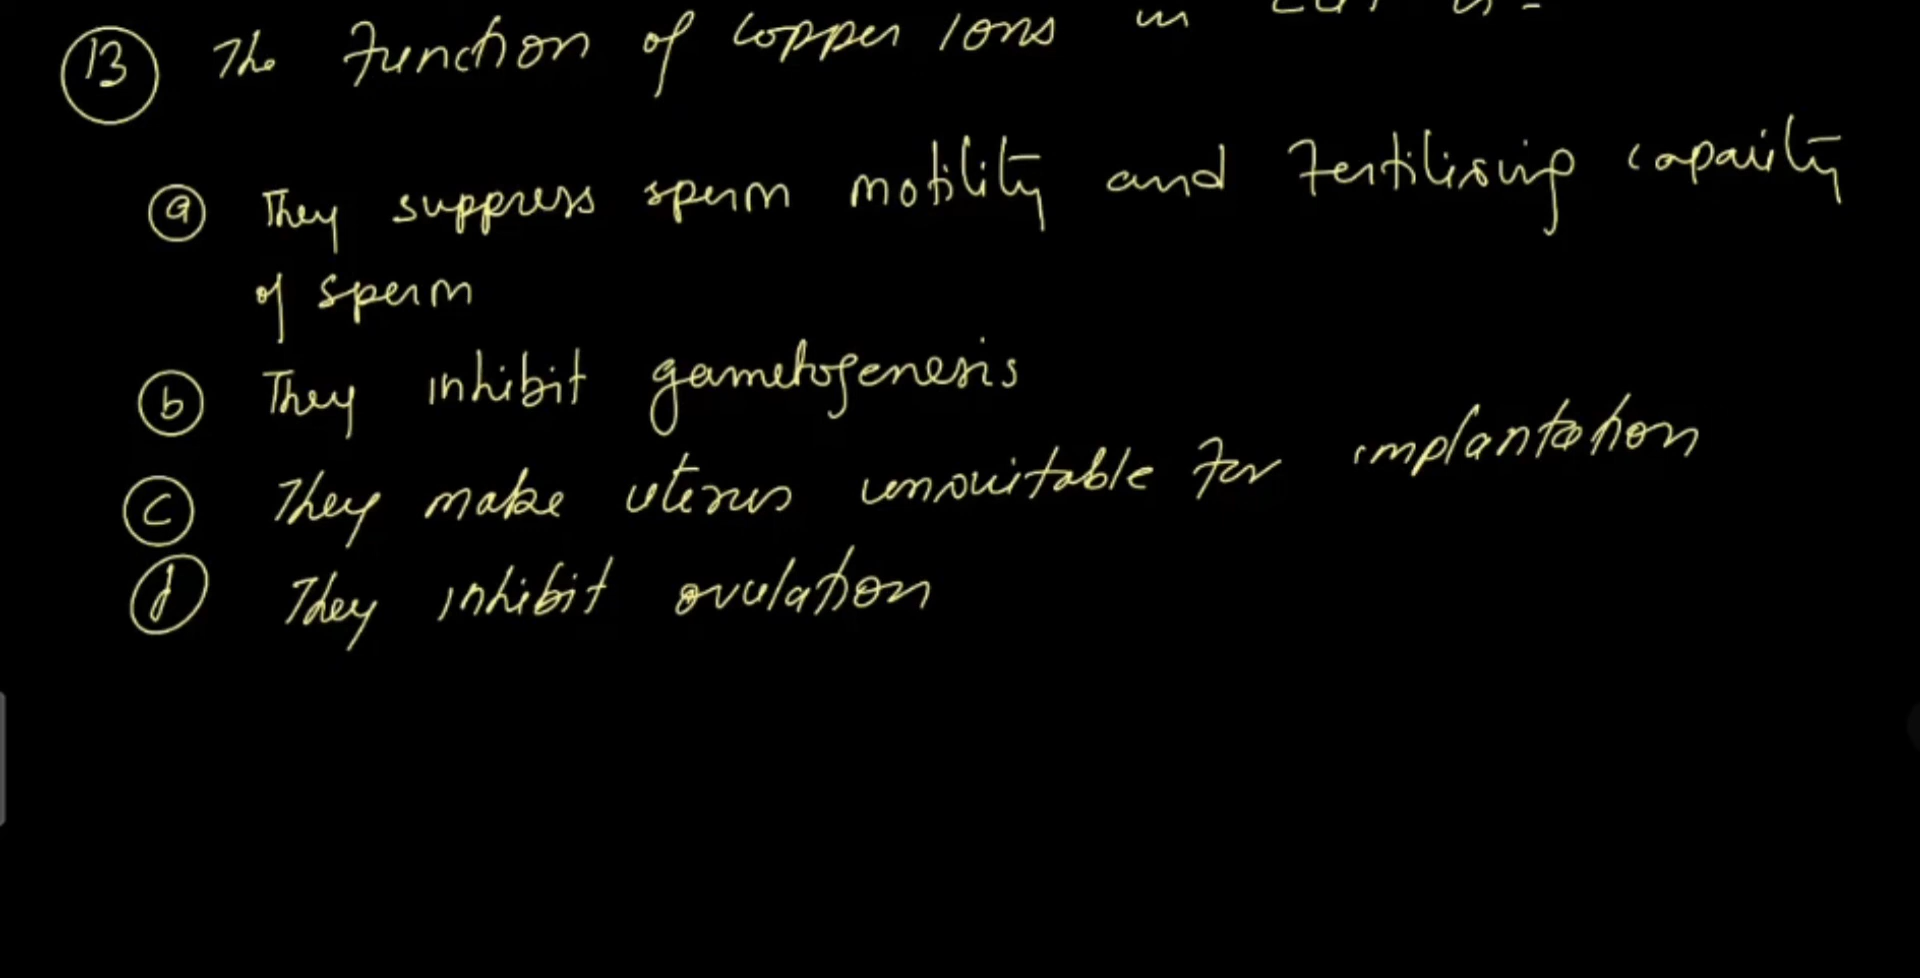 13 The function of copper ions in
a They suppress sperm motility and fertilising capacity
of sperm
b They inhibit gametogenesis
c They make uterus unsuitable for implantation
d They inhibit ovulation